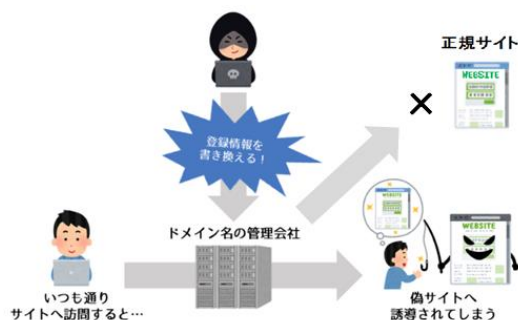 正規サイト
WEBSITE
登録情報を
書き換える！
ドメイン名の管理会社
WEBSITE
いつも通り
サイトへ訪問すると…
偽サイトへ
誘導されてしまう